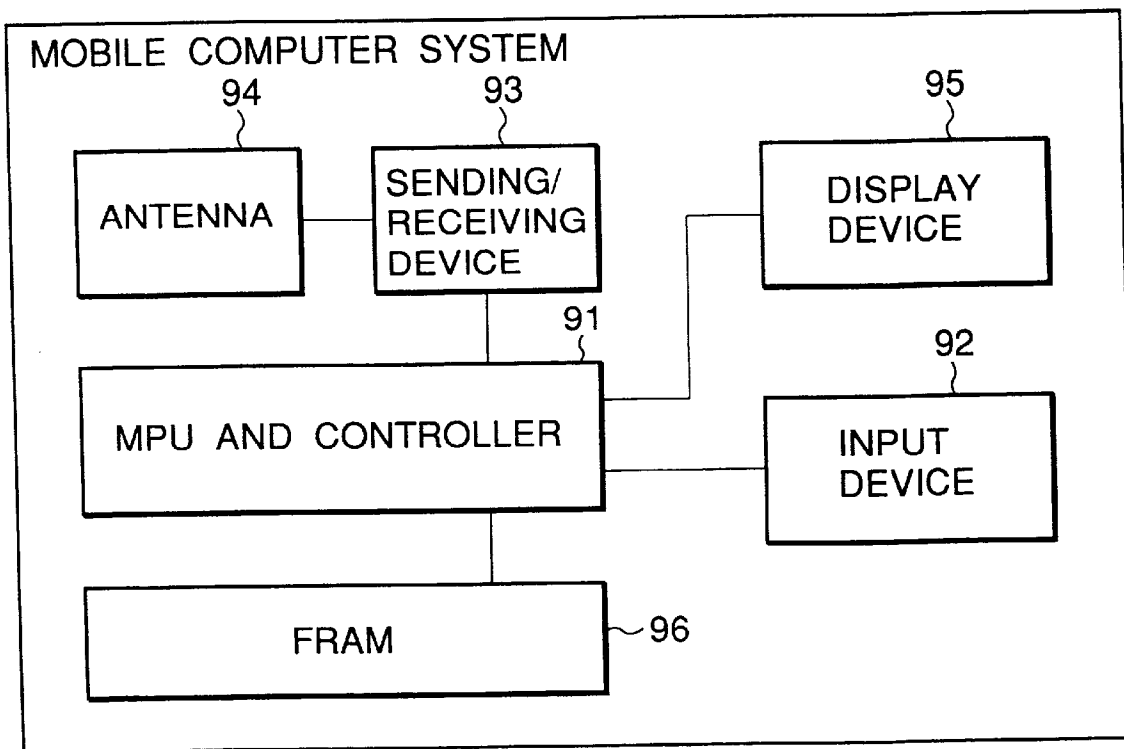 MOBILE COMPUTER SYSTEM
94
93
95
ANTENNA
SENDING/
RECEIVING
DEVICE
DISPLAY
DEVICE
91
92
MPU AND CONTROLLER
INPUT
DEVICE
FRAM
96